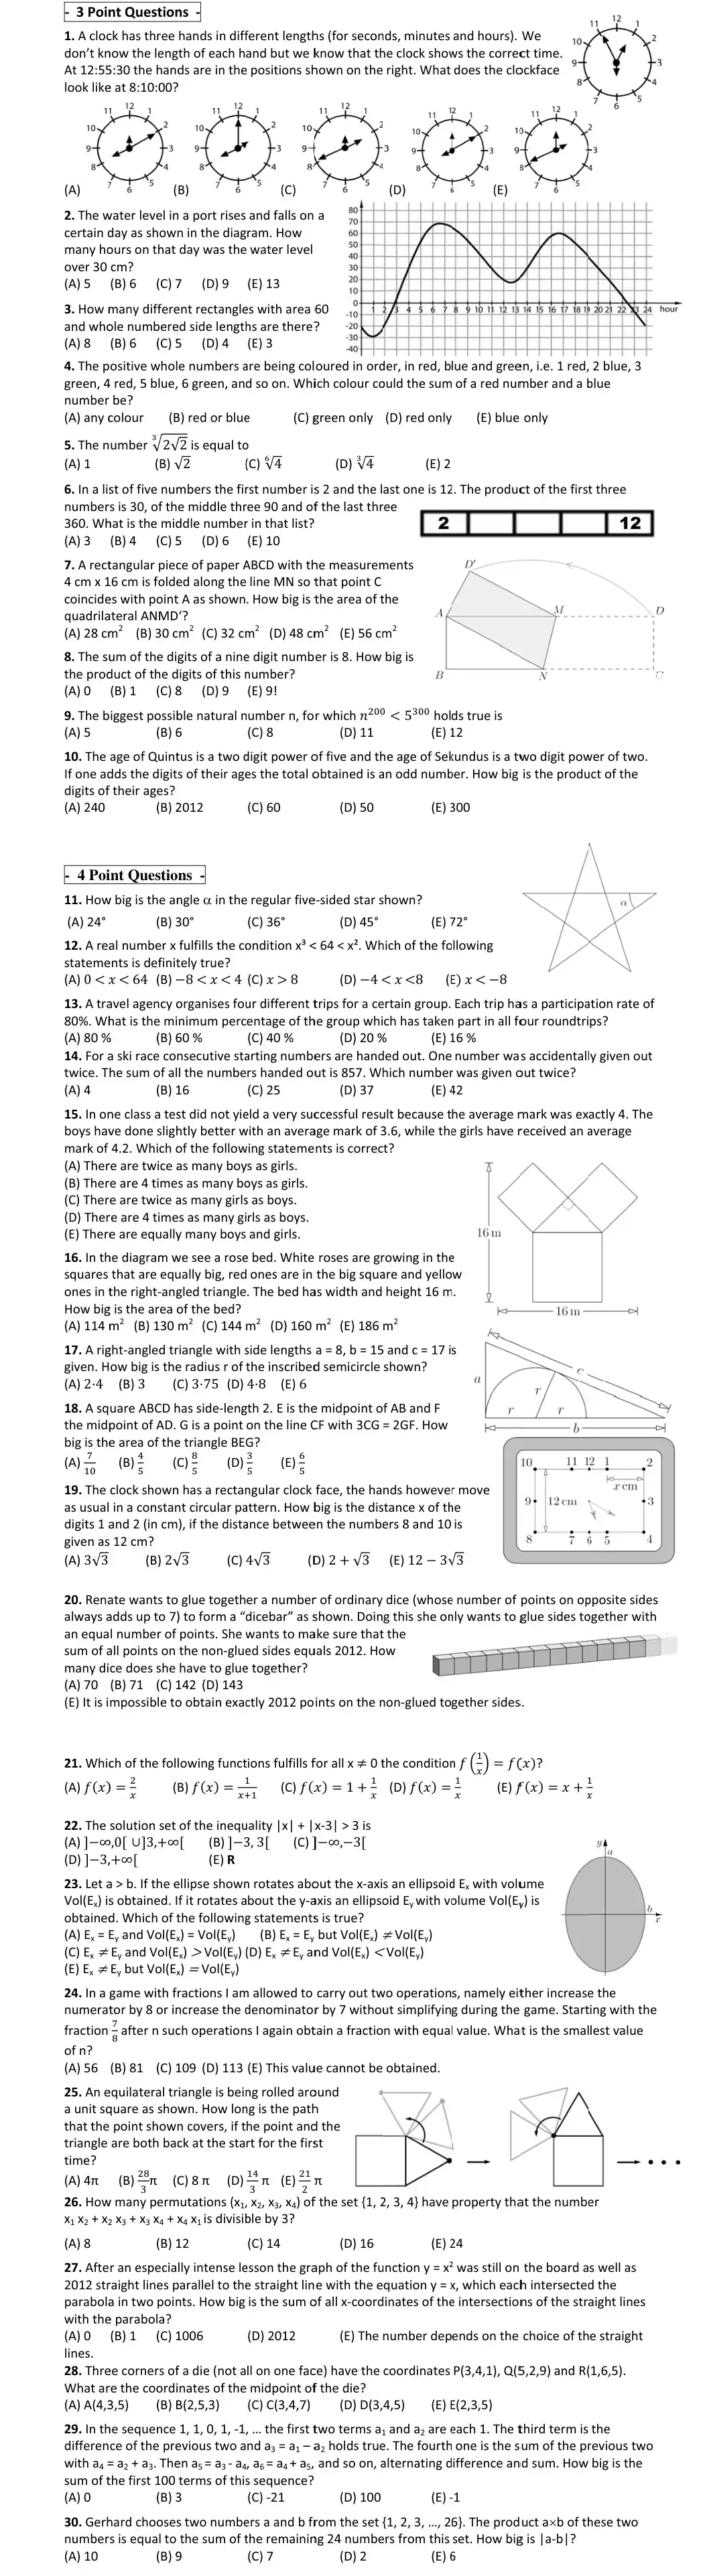 - 3 Point Questions -
1. A clock has three hands in different lengths (for seconds, minutes and hours). We
don't know the length of each hand but we know that the clock shows the correct time.
At 12:55:30 the hands are in the positions shown on the right. What does the clockface
look like at 8:10:00?
(A) (B) (C) (D) (E)
2. The water level in a port rises and falls on a
certain day as shown in the diagram. How
many hours on that day was the water level
over 30 cm?
(A) 5 (B) 6 (C) 7 (D) 9 (E) 13
80
70
60
50
40
30
20
10
0
-10
-20
-30
-40
1 2 3 4 5 6 7 8 9 10 11 12 13 14 15 16 17 18 19 20 21 22 23 24 hour
3. How many different rectangles with area 60
and whole numbered side lengths are there?
(A) 8 (B) 6 (C) 5 (D) 4 (E) 3
4. The positive whole numbers are being coloured in order, in red, blue and green, i.e. 1 red, 2 blue, 3
green, 4 red, 5 blue, 6 green, and so on. Which colour could the sum of a red number and a blue
number be?
(A) any colour (B) red or blue (C) green only (D) red only (E) blue only
5. The number ∛(2√2) is equal to
(A) 1 (B) √2 (C) ⁶√4 (D) ∛4 (E) 2
6. In a list of five numbers the first number is 2 and the last one is 12. The product of the first three
numbers is 30, of the middle three 90 and of the last three
360. What is the middle number in that list?
(A) 3 (B) 4 (C) 5 (D) 6 (E) 10
2 12
7. A rectangular piece of paper ABCD with the measurements
4 cm x 16 cm is folded along the line MN so that point C
coincides with point A as shown. How big is the area of the
quadrilateral ANMD'?
(A) 28 cm² (B) 30 cm² (C) 32 cm² (D) 48 cm² (E) 56 cm²
D'
A M D
B N C
8. The sum of the digits of a nine digit number is 8. How big is
the product of the digits of this number?
(A) 0 (B) 1 (C) 8 (D) 9 (E) 9!
9. The biggest possible natural number n, for which n²⁰⁰ < 5³⁰⁰ holds true is
(A) 5 (B) 6 (C) 8 (D) 11 (E) 12
10. The age of Quintus is a two digit power of five and the age of Sekundus is a two digit power of two.
If one adds the digits of their ages the total obtained is an odd number. How big is the product of the
digits of their ages?
(A) 240 (B) 2012 (C) 60 (D) 50 (E) 300
- 4 Point Questions -
11. How big is the angle α in the regular five-sided star shown?
(A) 24° (B) 30° (C) 36° (D) 45° (E) 72°
α
12. A real number x fulfills the condition x³ < 64 < x². Which of the following
statements is definitely true?
(A) 0 < x < 64 (B) −8 < x < 4 (C) x > 8 (D) −4 < x <8 (E) x < −8
13. A travel agency organises four different trips for a certain group. Each trip has a participation rate of
80%. What is the minimum percentage of the group which has taken part in all four roundtrips?
(A) 80 % (B) 60 % (C) 40 % (D) 20 % (E) 16 %
14. For a ski race consecutive starting numbers are handed out. One number was accidentally given out
twice. The sum of all the numbers handed out is 857. Which number was given out twice?
(A) 4 (B) 16 (C) 25 (D) 37 (E) 42
15. In one class a test did not yield a very successful result because the average mark was exactly 4. The
boys have done slightly better with an average mark of 3.6, while the girls have received an average
mark of 4.2. Which of the following statements is correct?
(A) There are twice as many boys as girls.
(B) There are 4 times as many boys as girls.
(C) There are twice as many girls as boys.
(D) There are 4 times as many girls as boys.
(E) There are equally many boys and girls.
16 m
16 m
16. In the diagram we see a rose bed. White roses are growing in the
squares that are equally big, red ones are in the big square and yellow
ones in the right-angled triangle. The bed has width and height 16 m.
How big is the area of the bed?
(A) 114 m² (B) 130 m² (C) 144 m² (D) 160 m² (E) 186 m²
17. A right-angled triangle with side lengths a = 8, b = 15 and c = 17 is
given. How big is the radius r of the inscribed semicircle shown?
(A) 2·4 (B) 3 (C) 3·75 (D) 4·8 (E) 6
a c r r r b
18. A square ABCD has side-length 2. E is the midpoint of AB and F
the midpoint of AD. G is a point on the line CF with 3CG = 2GF. How
big is the area of the triangle BEG?
(A) 7/10 (B) 4/5 (C) 8/5 (D) 3/5 (E) 6/5
19. The clock shown has a rectangular clock face, the hands however move
as usual in a constant circular pattern. How big is the distance x of the
digits 1 and 2 (in cm), if the distance between the numbers 8 and 10 is
given as 12 cm?
(A) 3√3 (B) 2√3 (C) 4√3 (D) 2 + √3 (E) 12 − 3√3
10 11 12 1 2
x cm
9 12 cm 3
8 7 6 5 4
20. Renate wants to glue together a number of ordinary dice (whose number of points on opposite sides
always adds up to 7) to form a "dicebar" as shown. Doing this she only wants to glue sides together with
an equal number of points. She wants to make sure that the
sum of all points on the non-glued sides equals 2012. How
many dice does she have to glue together?
(A) 70 (B) 71 (C) 142 (D) 143
(E) It is impossible to obtain exactly 2012 points on the non-glued together sides.
21. Which of the following functions fulfills for all x ≠ 0 the condition f(1/x) = f(x)?
(A) f(x) = 2/x (B) f(x) = 1/(x+1) (C) f(x) = 1 + 1/x (D) f(x) = 1/x (E) f(x) = x + 1/x
22. The solution set of the inequality |x| + |x-3| > 3 is
(A) ]−∞,0[ ∪]3,+∞[ (B) ]−3, 3[ (C) ]−∞,−3[
(D) ]−3,+∞[ (E) R
23. Let a > b. If the ellipse shown rotates about the x-axis an ellipsoid Eₓ with volume
Vol(Eₓ) is obtained. If it rotates about the y-axis an ellipsoid Eᵧ with volume Vol(Eᵧ) is
obtained. Which of the following statements is true?
(A) Eₓ = Eᵧ and Vol(Eₓ) = Vol(Eᵧ) (B) Eₓ = Eᵧ but Vol(Eₓ) ≠ Vol(Eᵧ)
(C) Eₓ ≠ Eᵧ and Vol(Eₓ) > Vol(Eᵧ) (D) Eₓ ≠ Eᵧ and Vol(Eₓ) < Vol(Eᵧ)
(E) Eₓ ≠ Eᵧ but Vol(Eₓ) = Vol(Eᵧ)
y a b x
24. In a game with fractions I am allowed to carry out two operations, namely either increase the
numerator by 8 or increase the denominator by 7 without simplifying during the game. Starting with the
fraction 7/8 after n such operations I again obtain a fraction with equal value. What is the smallest value
of n?
(A) 56 (B) 81 (C) 109 (D) 113 (E) This value cannot be obtained.
25. An equilateral triangle is being rolled around
a unit square as shown. How long is the path
that the point shown covers, if the point and the
triangle are both back at the start for the first
time?
(A) 4π (B) 28/3 π (C) 8 π (D) 14/3 π (E) 21/2 π
26. How many permutations (x₁, x₂, x₃, x₄) of the set {1, 2, 3, 4} have property that the number
x₁ x₂ + x₂ x₃ + x₃ x₄ + x₄ x₁ is divisible by 3?
(A) 8 (B) 12 (C) 14 (D) 16 (E) 24
27. After an especially intense lesson the graph of the function y = x² was still on the board as well as
2012 straight lines parallel to the straight line with the equation y = x, which each intersected the
parabola in two points. How big is the sum of all x-coordinates of the intersections of the straight lines
with the parabola?
(A) 0 (B) 1 (C) 1006 (D) 2012 (E) The number depends on the choice of the straight
lines.
28. Three corners of a die (not all on one face) have the coordinates P(3,4,1), Q(5,2,9) and R(1,6,5).
What are the coordinates of the midpoint of the die?
(A) A(4,3,5) (B) B(2,5,3) (C) C(3,4,7) (D) D(3,4,5) (E) E(2,3,5)
29. In the sequence 1, 1, 0, 1, -1, ... the first two terms a₁ and a₂ are each 1. The third term is the
difference of the previous two and a₃ = a₁ – a₂ holds true. The fourth one is the sum of the previous two
with a₄ = a₂ + a₃. Then a₅ = a₃ - a₄, a₆ = a₄ + a₅, and so on, alternating difference and sum. How big is the
sum of the first 100 terms of this sequence?
(A) 0 (B) 3 (C) -21 (D) 100 (E) -1
30. Gerhard chooses two numbers a and b from the set {1, 2, 3, ..., 26}. The product a×b of these two
numbers is equal to the sum of the remaining 24 numbers from this set. How big is |a-b|?
(A) 10 (B) 9 (C) 7 (D) 2 (E) 6